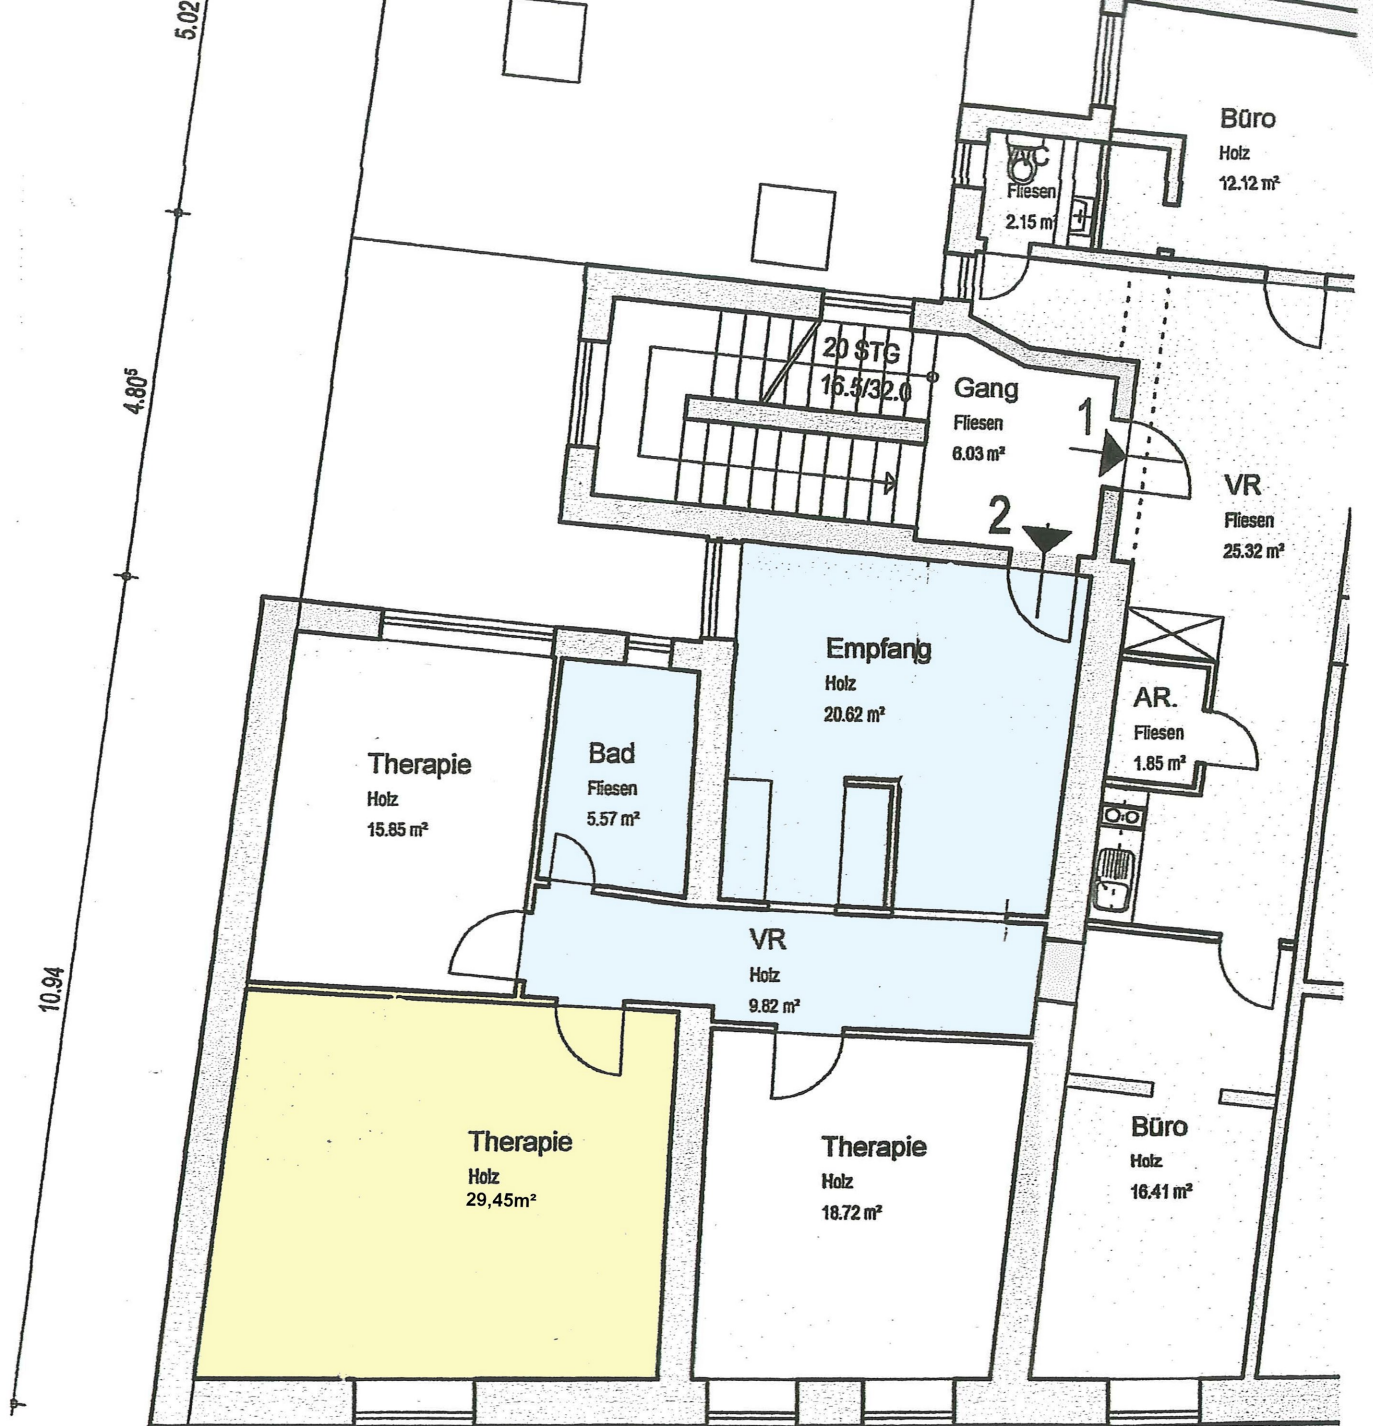 5.02
Büro
Holz
12.12 m²
WC
Fliesen
2.15 m²
4.80⁵
20 STG
16.5/32.0
Gang
Fliesen
6.03 m²
1
2
VR
Fliesen
25.32 m²
Empfang
Holz
20.62 m²
AR.
Fliesen
1.85 m²
Therapie
Holz
15.85 m²
Bad
Fliesen
5.57 m²
10.94
VR
Holz
9.82 m²
Therapie
Holz
29,45m²
Therapie
Holz
18.72 m²
Büro
Holz
16.41 m²